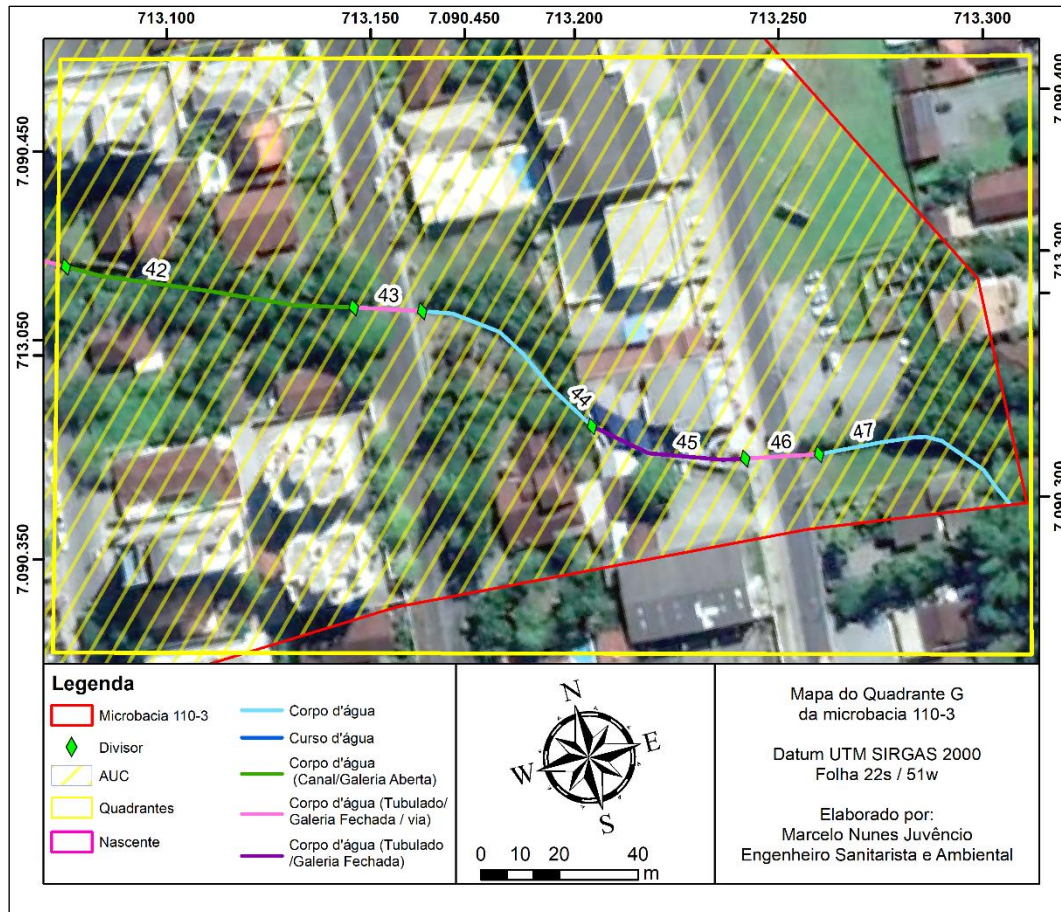 713.100
713.150
7.090.450
713.200
713.250
713.300
7.090.400
7.090.450
713.300
713.050
7.090.300
7.090.350
42
43
44
45
46
47
Legenda
Microbacia 110-3
Divisor
AUC
Quadrantes
Nascente
Corpo d'água
Curso d'água
Corpo d'água
(Canal/Galeria Aberta)
Corpo d'água (Tubulado/
Galeria Fechada / via)
Corpo d'água (Tubulado
/Galeria Fechada)
N
E
W
S
0 10 20 40
m
Mapa do Quadrante G
da microbacia 110-3
Datum UTM SIRGAS 2000
Folha 22s / 51w
Elaborado por:
Marcelo Nunes Juvêncio
Engenheiro Sanitarista e Ambiental